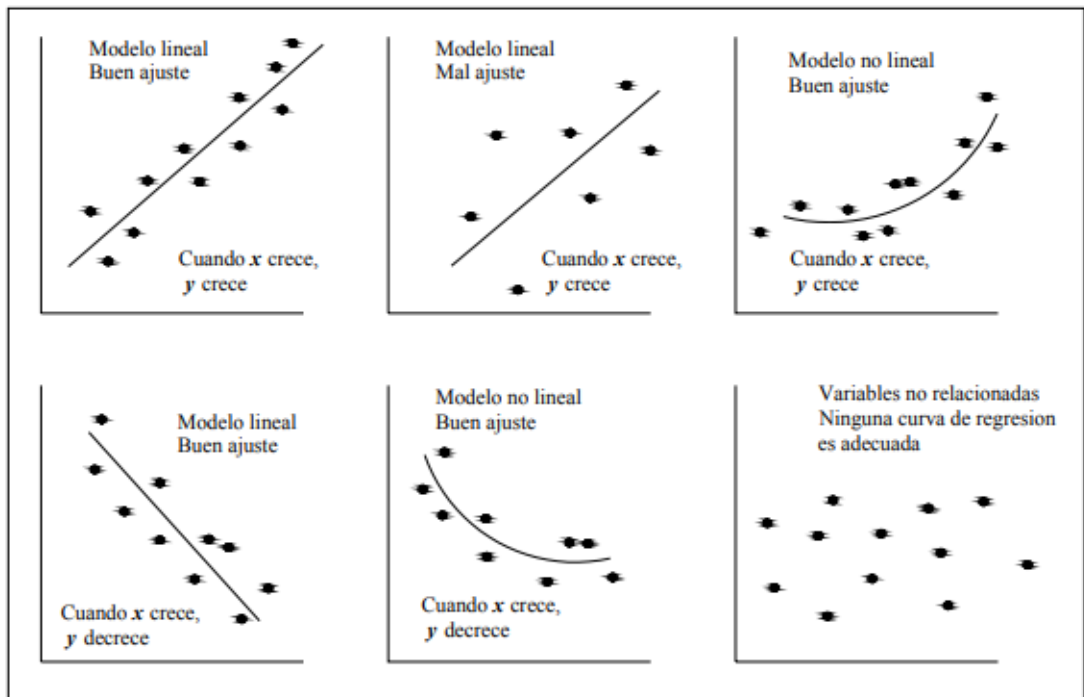 Modelo lineal
Buen ajuste
Cuando x crece,
y crece
Modelo lineal
Mal ajuste
Cuando x crece,
y crece
Modelo no lineal
Buen ajuste
Cuando x crece,
y crece
Modelo lineal
Buen ajuste
Cuando x crece,
y decrece
Modelo no lineal
Buen ajuste
Cuando x crece,
y decrece
Variables no relacionadas
Ninguna curva de regresion
es adecuada